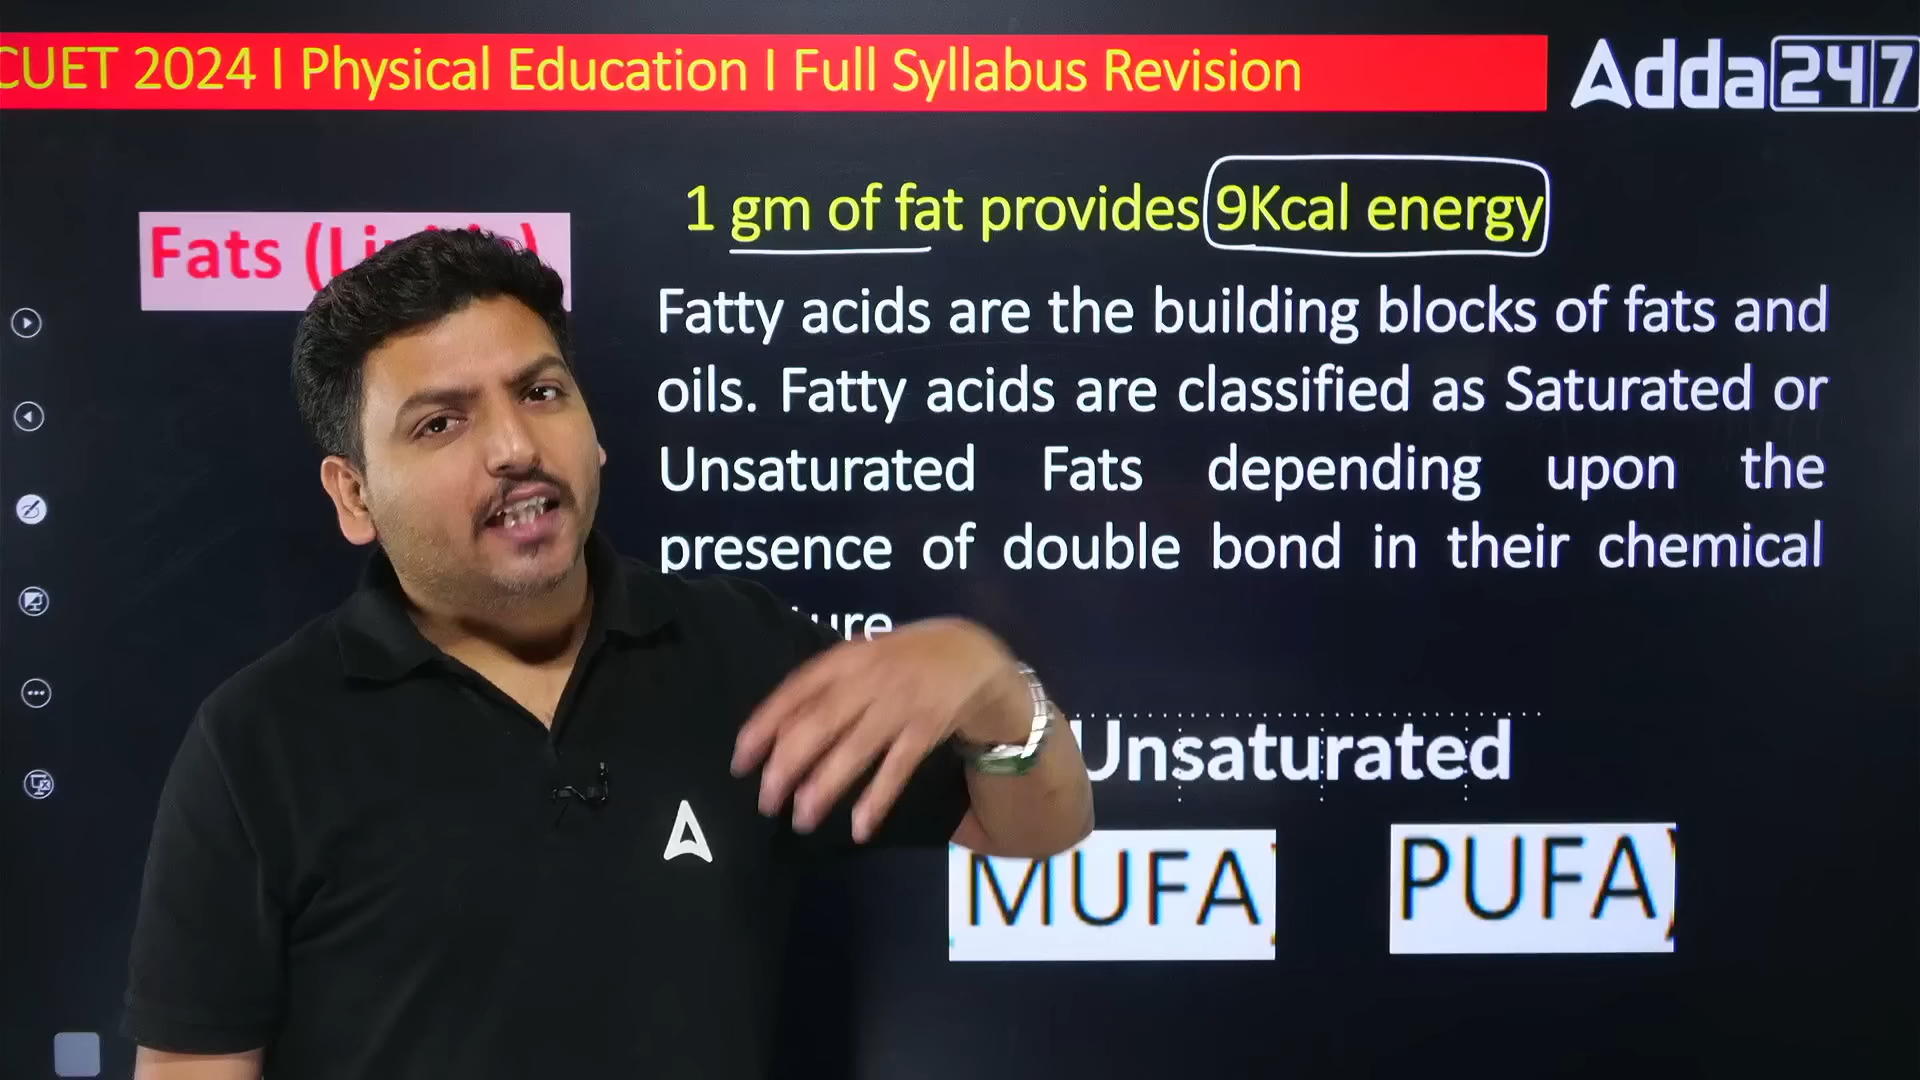 CUET 2024 I Physical Education I Full Syllabus Revision
Adda247
1 gm of fat provides 9Kcal energy
Fats
Fatty acids are the building blocks of fats and
oils. Fatty acids are classified as Saturated or
Unsaturated Fats depending upon the
presence of double bond in their chemical
Unsaturated
MUFA)
PUFA)